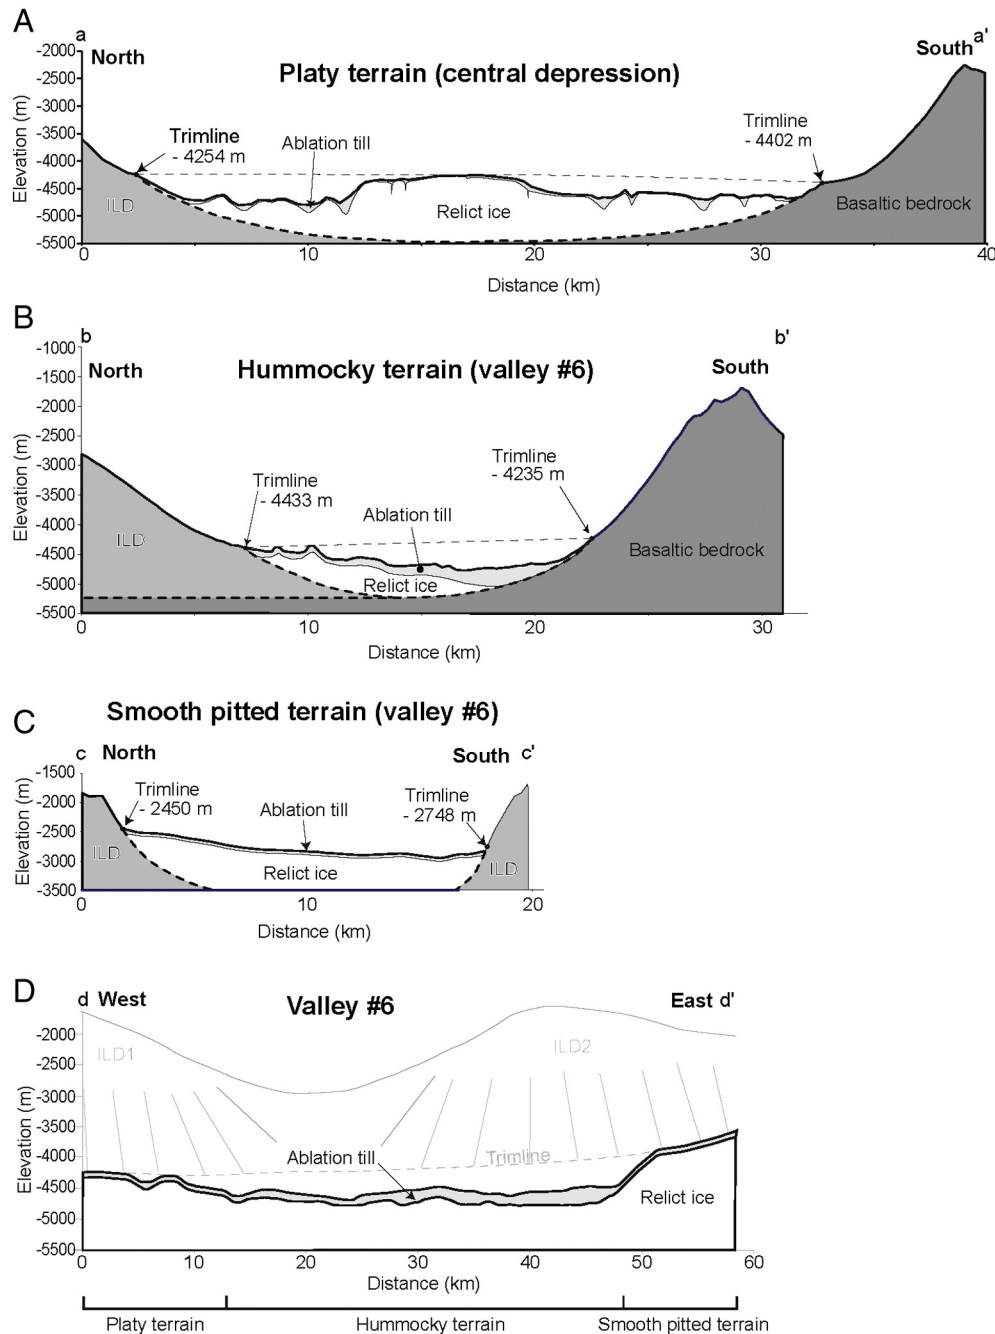 A
a
a'
North
South
Platy terrain (central depression)
-2000
-2500
-3000
-3500
-4000
-4500
-5000
-5500
Elevation (m)
Trimline
- 4254 m
Ablation till
Trimline
- 4402 m
ILD
Relict ice
Basaltic bedrock
0
10
20
30
40
Distance (km)
B
b
b'
North
South
Hummocky terrain (valley #6)
-1000
-1500
-2000
-2500
-3000
-3500
-4000
-4500
-5000
-5500
Elevation (m)
Trimline
- 4433 m
Trimline
- 4235 m
Ablation till
ILD
Relict ice
Basaltic bedrock
0
10
20
30
Distance (km)
C
Smooth pitted terrain (valley #6)
c
North
South
c'
-1500
-2000
-2500
-3000
-3500
Elevation (m)
Trimline
- 2450 m
Ablation till
Trimline
- 2748 m
ILD
Relict ice
ILD
0
10
20
Distance (km)
D
d West
Valley #6
East d'
-2000
-2500
-3000
-3500
-4000
-4500
-5000
-5500
Elevation (m)
ILD1
ILD2
Ablation till
Trimline
Relict ice
0
10
20
30
40
50
60
Distance (km)
Platy terrain
Hummocky terrain
Smooth pitted terrain